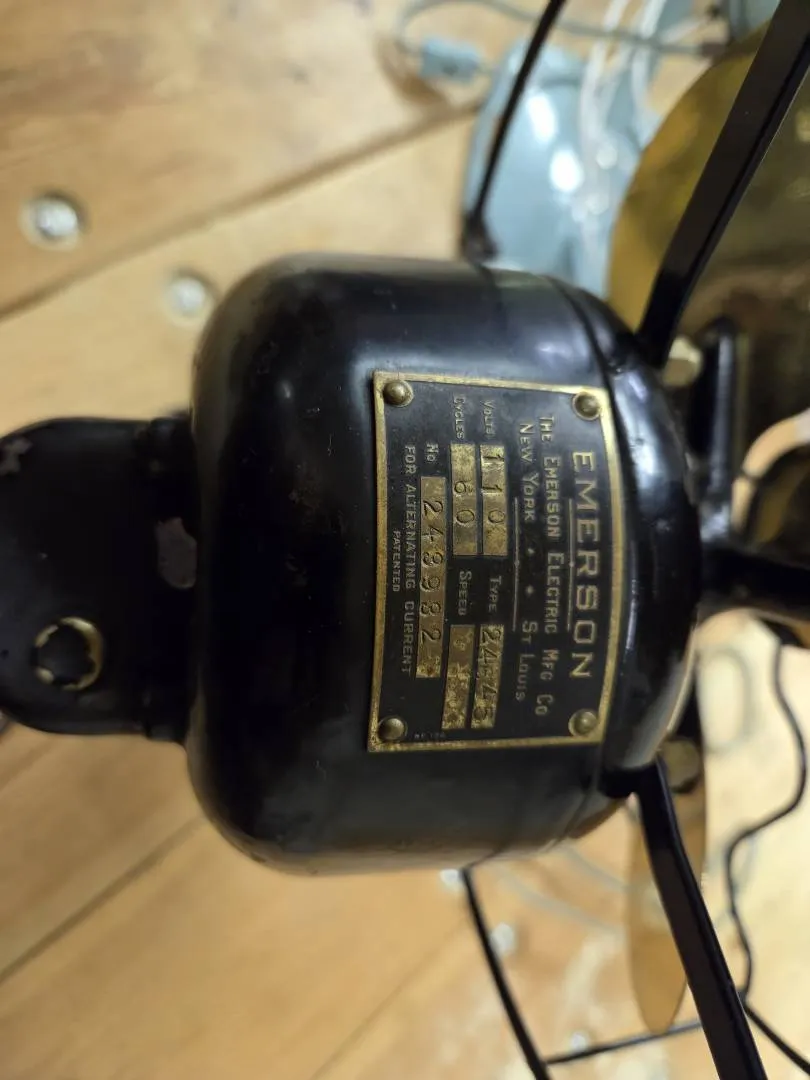 EMERSON
THE EMERSON ELECTRIC MFG CO
NEW YORK • • ST LOUIS
VOLTS 110 TYPE 24645
CYCLES 60 SPEED
No 248982
FOR ALTERNATING CURRENT
PATENTED